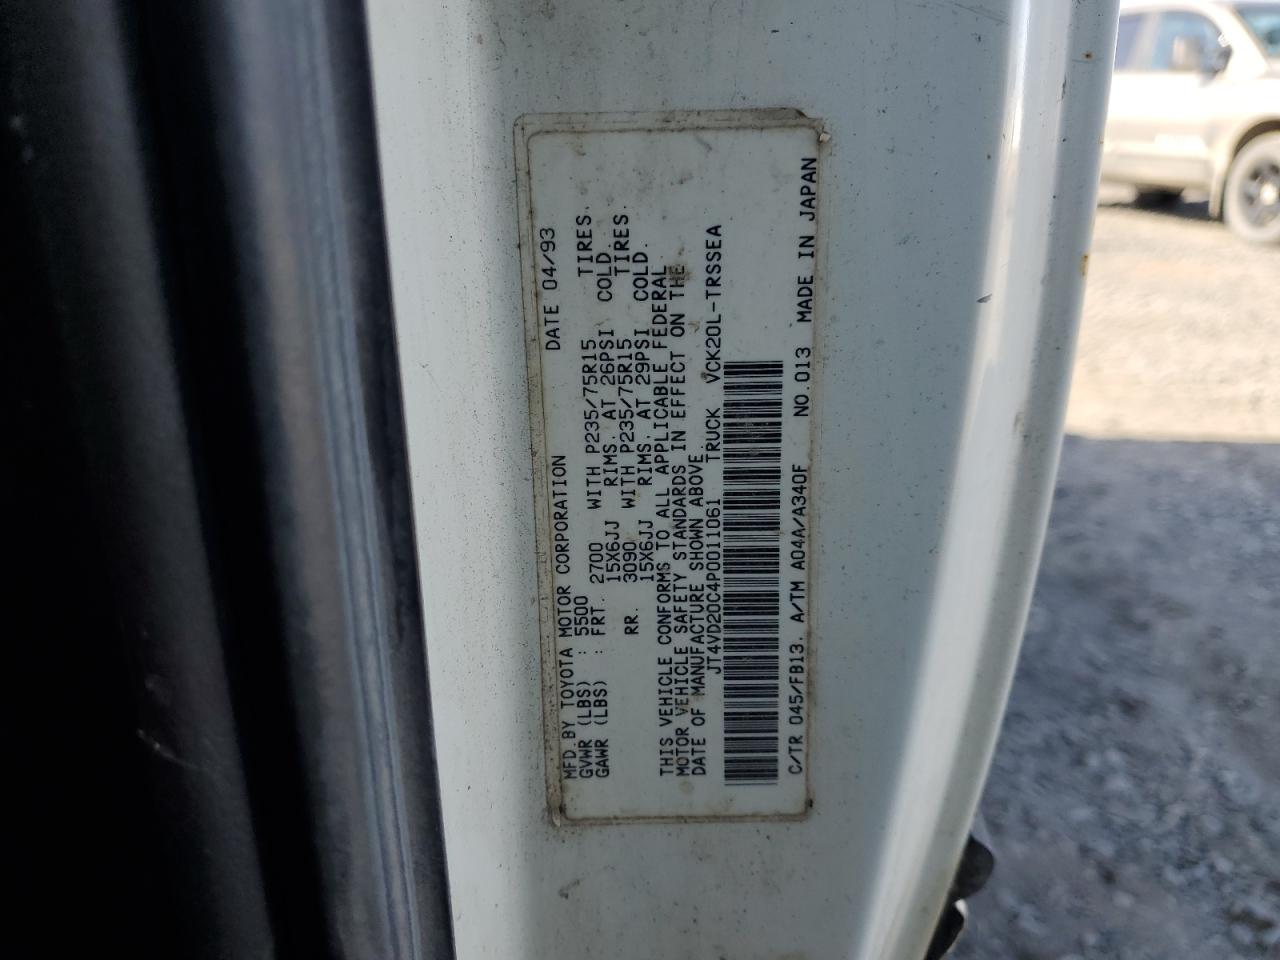 MFD. BY TOYOTA MOTOR CORPORATION DATE 04/93
GVWR (LBS) : 5500
GAWR (LBS) : FRT. 2700 WITH P235/75R15 TIRES.
15X6JJ RIMS. AT 26PSI COLD.
RR. 3090 WITH P235/75R15 TIRES.
15X6JJ RIMS. AT 29PSI COLD.
THIS VEHICLE CONFORMS TO ALL APPLICABLE FEDERAL
MOTOR VEHICLE SAFETY STANDARDS IN EFFECT ON THE
DATE OF MANUFACTURE SHOWN ABOVE.
JT4VD20C4P0011061 TRUCK VCK20L-TRSSEA
C/TR 045/FB13. A/TM A04A/A340F NO.013 MADE IN JAPAN